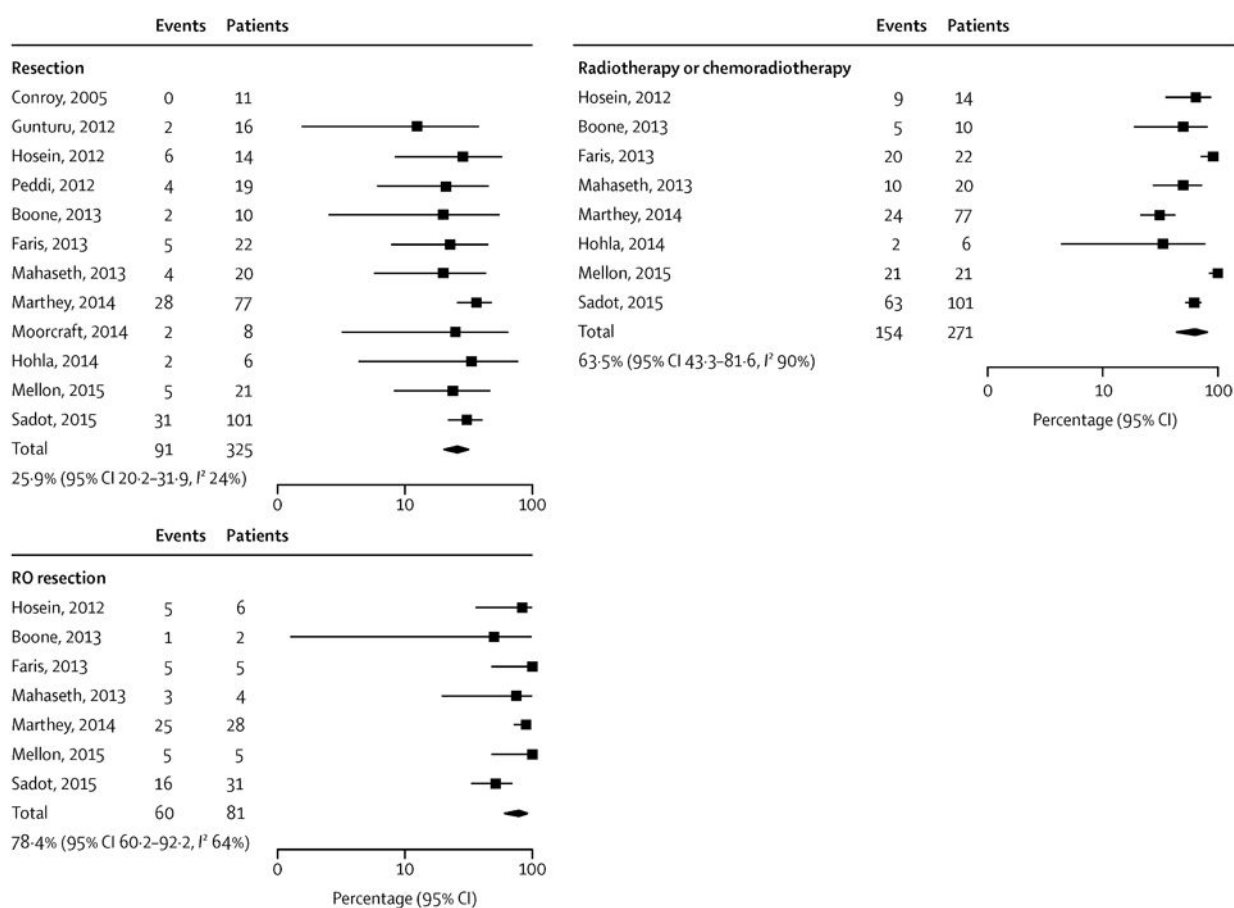 Events Patients
Resection
Conroy, 2005 0 11
Gunturu, 2012 2 16
Hosein, 2012 6 14
Peddi, 2012 4 19
Boone, 2013 2 10
Faris, 2013 5 22
Mahaseth, 2013 4 20
Marthey, 2014 28 77
Moorcraft, 2014 2 8
Hohla, 2014 2 6
Mellon, 2015 5 21
Sadot, 2015 31 101
Total 91 325
25·9% (95% CI 20·2–31·9, I² 24%)
0 10 100
Events Patients
R0 resection
Hosein, 2012 5 6
Boone, 2013 1 2
Faris, 2013 5 5
Mahaseth, 2013 3 4
Marthey, 2014 25 28
Mellon, 2015 5 5
Sadot, 2015 16 31
Total 60 81
78·4% (95% CI 60·2–92·2, I² 64%)
0 10 100
Percentage (95% CI)
Events Patients
Radiotherapy or chemoradiotherapy
Hosein, 2012 9 14
Boone, 2013 5 10
Faris, 2013 20 22
Mahaseth, 2013 10 20
Marthey, 2014 24 77
Hohla, 2014 2 6
Mellon, 2015 21 21
Sadot, 2015 63 101
Total 154 271
63·5% (95% CI 43·3–81·6, I² 90%)
0 10 100
Percentage (95% CI)